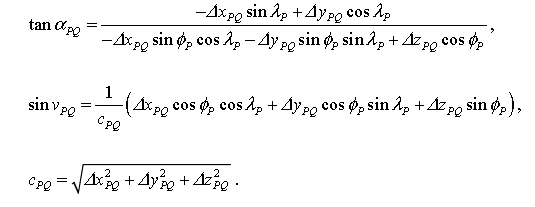 tan α_PQ = (−Δx_PQ sin λ_P + Δy_PQ cos λ_P) / (−Δx_PQ sin ϕ_P cos λ_P − Δy_PQ sin ϕ_P sin λ_P + Δz_PQ cos ϕ_P) ,
sin ν_PQ = 1/c_PQ (Δx_PQ cos ϕ_P cos λ_P + Δy_PQ cos ϕ_P sin λ_P + Δz_PQ sin ϕ_P) ,
c_PQ = √(Δx²_PQ + Δy²_PQ + Δz²_PQ) .